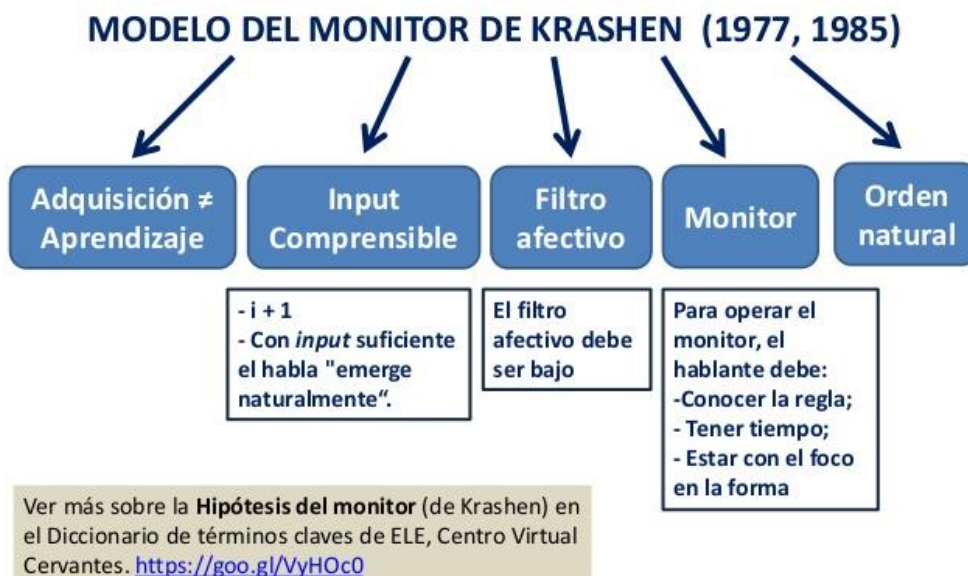 MODELO DEL MONITOR DE KRASHEN (1977, 1985)
Adquisición ≠
Aprendizaje
Input
Comprensible
Filtro
afectivo
Monitor
Orden
natural
- i + 1
- Con input suficiente
el habla "emerge
naturalmente“.
El filtro
afectivo debe
ser bajo
Para operar el
monitor, el
hablante debe:
-Conocer la regla;
- Tener tiempo;
- Estar con el foco
en la forma
Ver más sobre la Hipótesis del monitor (de Krashen) en
el Diccionario de términos claves de ELE, Centro Virtual
Cervantes. https://goo.gl/VyHOc0